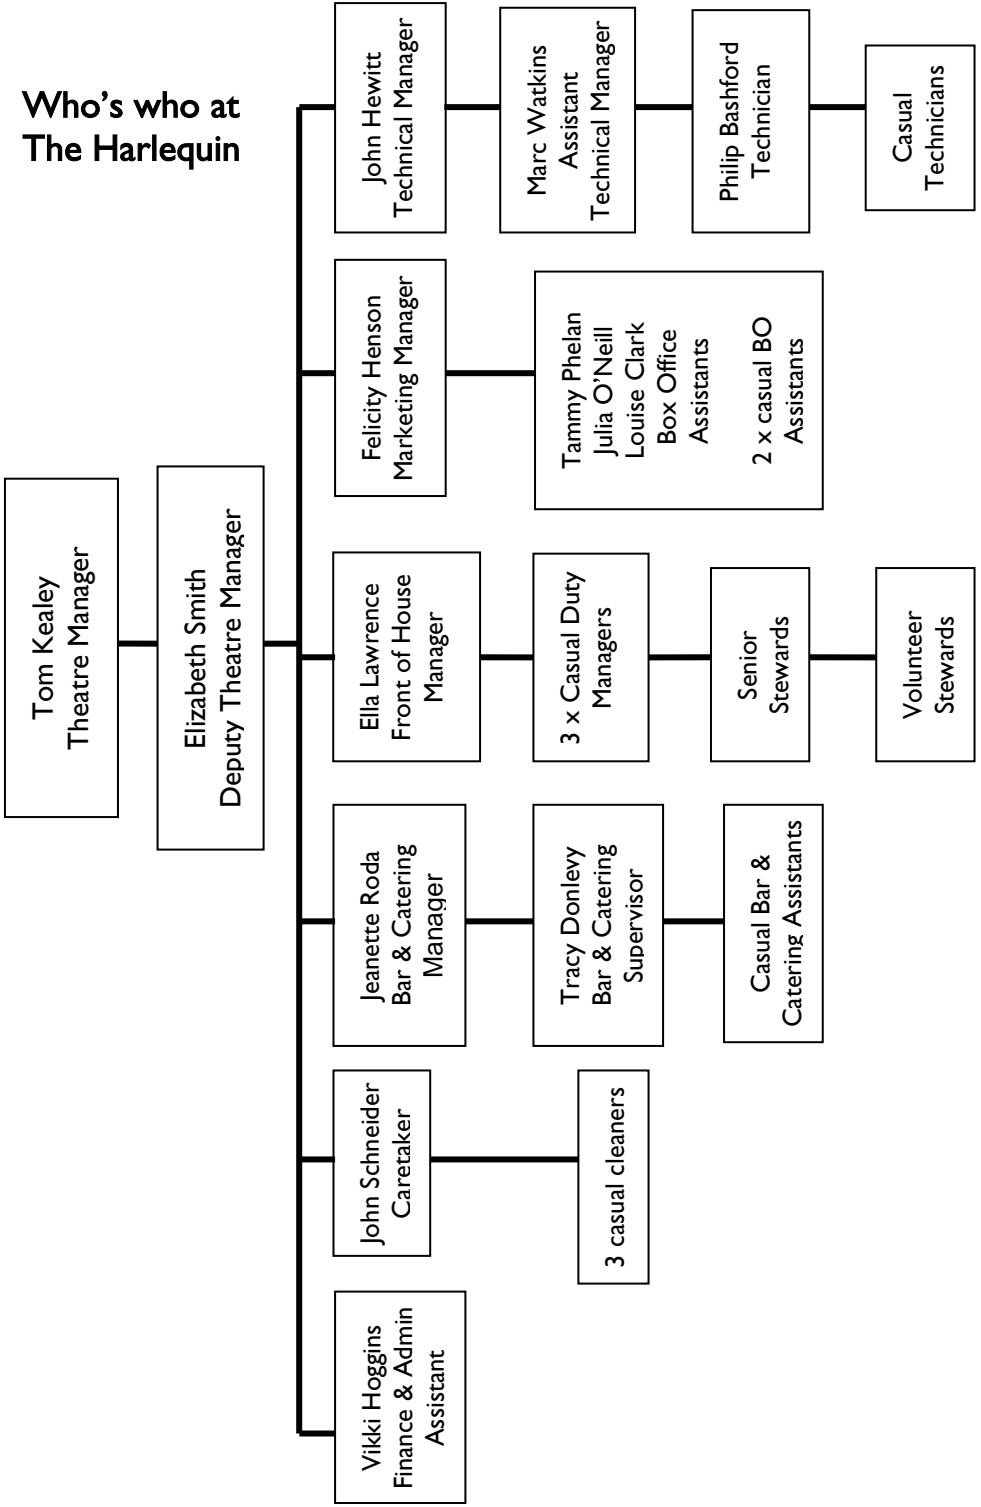 Who's who at
The Harlequin
Tom Kealey
Theatre Manager
Elizabeth Smith
Deputy Theatre Manager
Vikki Hoggins
Finance & Admin
Assistant
John Schneider
Caretaker
3 casual cleaners
Jeanette Roda
Bar & Catering
Manager
Tracy Donlevy
Bar & Catering
Supervisor
Casual Bar &
Catering Assistants
Ella Lawrence
Front of House
Manager
3 x Casual Duty
Managers
Senior
Stewards
Volunteer
Stewards
Felicity Henson
Marketing Manager
Tammy Phelan
Julia O'Neill
Louise Clark
Box Office
Assistants
2 x casual BO
Assistants
John Hewitt
Technical Manager
Marc Watkins
Assistant
Technical Manager
Philip Bashford
Technician
Casual
Technicians